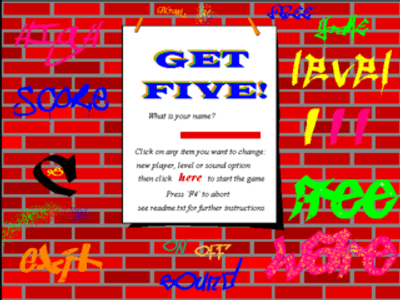 HIGH
SCORE
EXIT
GET
FIVE!
What is your name?
Click on any item you want to change:
new player, level or sound option
then click here to start the game
Press "F4" to abort
see readme.txt for further instructions
ON OFF
sound
level
FREE
WARE